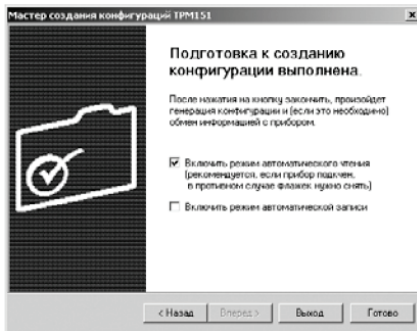 Мастер создания конфигураций ТРМ151
Подготовка к созданию
конфигурации выполнена.
После нажатия на кнопку закончить, произойдет
генерация конфигурации и (если это необходимо)
обмен информацией с прибором.
Включить режим автоматического чтения
(рекомендуется, если прибор подключен,
в противном случае флажек нужно снять)
Включить режим автоматической записи
< Назад
Вперед >
Выход
Готово